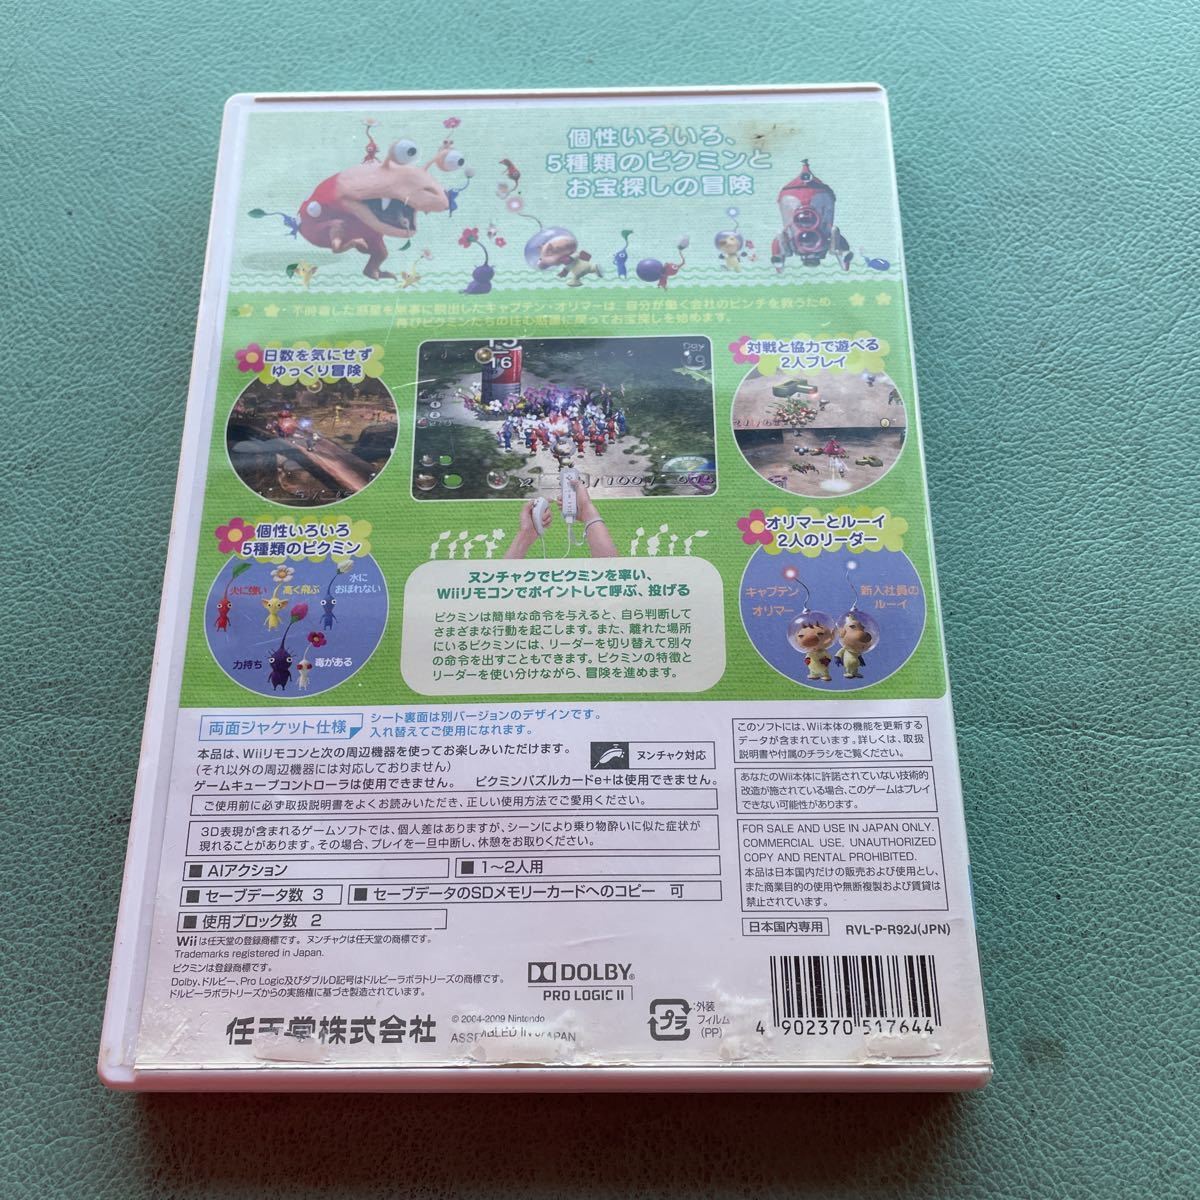 個性いろいろ、
5種類のピクミンと
お宝探しの冒険
不時着した惑星を無事に脱出したキャプテン・オリマーは、自分が働く会社のピンチを救うため、
再びピクミンたちの住む惑星に戻ってお宝探しを始めます。
日数を気にせず
ゆっくり冒険
16
Day
19
/100/
対戦と協力で遊べる
2人プレイ
個性いろいろ
5種類のピクミン
火に強い
高く飛ぶ
水に
おぼれない
力持ち
毒がある
ヌンチャクでピクミンを率い、
Wiiリモコンでポイントして呼ぶ、投げる
ピクミンは簡単な命令を与えると、自ら判断して
さまざまな行動を起こします。また、離れた場所
にいるピクミンには、リーダーを切り替えて別々
の命令を出すこともできます。ピクミンの特徴と
リーダーを使い分けながら、冒険を進めます。
オリマーとルーイ
2人のリーダー
キャプテン
オリマー
新入社員の
ルーイ
両面ジャケット仕様
シート裏面は別バージョンのデザインです。
入れ替えてご使用になれます。
本品は、Wiiリモコンと次の周辺機器を使ってお楽しみいただけます。
(それ以外の周辺機器には対応しておりません)
ヌンチャク対応
ゲームキューブコントローラは使用できません。 ピクミンパズルカードe+は使用できません。
ご使用前に必ず取扱説明書をよくお読みいただき、正しい使用方法でご愛用ください。
3D表現が含まれるゲームソフトでは、個人差はありますが、シーンにより乗り物酔いに似た症状が
現れることがあります。その場合、プレイを一旦中断し、休憩をお取りください。
■ AIアクション
■ 1〜2人用
■ セーブデータ数 3
■ セーブデータのSDメモリーカードへのコピー 可
■ 使用ブロック数 2
Wiiは任天堂の登録商標です。ヌンチャクは任天堂の商標です。
Trademarks registered in Japan.
ピクミンは登録商標です。
Dolby、ドルビー、Pro Logic及びダブルD記号はドルビーラボラトリーズの商標です。
ドルビーラボラトリーズからの実施権に基づき製造されています。
任天堂株式会社
© 2004-2009 Nintendo
ASSEMBLED IN JAPAN
DOLBY®
PRO LOGIC II
このソフトには、Wii本体の機能を更新する
データが含まれています。詳しくは、取扱
説明書や付属のチラシをご覧ください。
あなたのWii本体に許諾されていない技術的
改造が施されている場合、このゲームはプレイ
できない可能性があります。
FOR SALE AND USE IN JAPAN ONLY.
COMMERCIAL USE, UNAUTHORIZED
COPY AND RENTAL PROHIBITED.
本品は日本国内だけの販売および使用とし、
また商業目的の使用や無断複製および賃貸は
禁止されています。
日本国内専用
RVL-P-R92J(JPN)
プラ
:外装
フィルム
(PP)
4 902370 517644